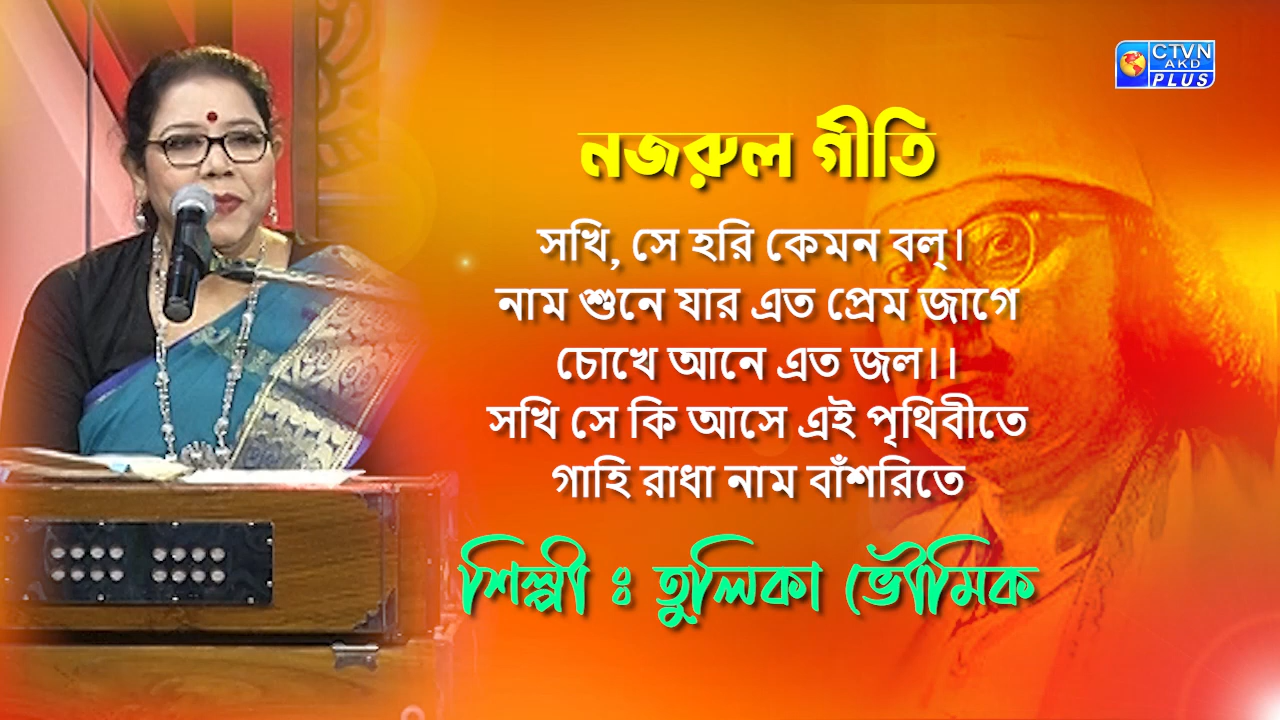 CTVN
AKD
PLUS
নজরুল গীতি
সখি, সে হরি কেমন বল্।
নাম শুনে যার এত প্রেম জাগে
চোখে আনে এত জল।।
সখি সে কি আসে এই পৃথিবীতে
গাহি রাধা নাম বাঁশরিতে
শিল্পী ঃ তুলিকা ভৌমিক